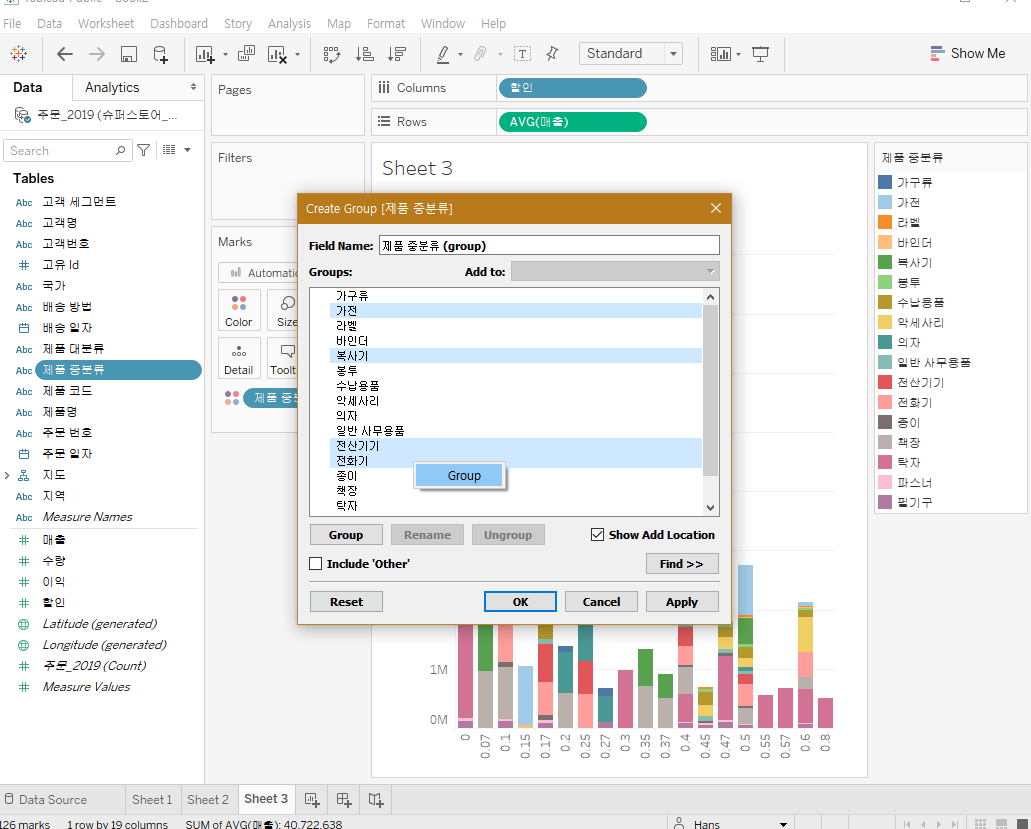 File Data Worksheet Dashboard Story Analysis Map Format Window Help
Standard
Show Me
Data
Analytics
주문_2019 (슈퍼스토어_...
Search
Tables
Abc 고객 세그먼트
Abc 고객명
Abc 고객번호
# 고유 Id
Abc 국가
Abc 배송 방법
배송 일자
Abc 제품 대분류
Abc 제품 중분류
Abc 제품 코드
Abc 제품명
Abc 주문 번호
주문 일자
지도
Abc 지역
Abc Measure Names
# 매출
# 수량
# 이익
# 할인
Latitude (generated)
Longitude (generated)
# 주문_2019 (Count)
# Measure Values
Pages
Filters
Marks
Automatic
Color
Size
Detail
Toolt
제품 중분
Columns
할인
Rows
AVG(매출)
Sheet 3
Create Group [제품 중분류]
Field Name: 제품 중분류 (group)
Groups:
Add to:
가구류
가전
라벨
바인더
복사기
봉투
수납용품
악세사리
의자
일반 사무용품
전산기기
전화기
종이
책장
탁자
Group
Group
Rename
Ungroup
Show Add Location
Include 'Other'
Find >>
Reset
OK
Cancel
Apply
1M
0M
0 0.07 0.1 0.15 0.17 0.2 0.25 0.27 0.3 0.35 0.37 0.4 0.45 0.47 0.5 0.55 0.57 0.6 0.8
제품 중분류
가구류
가전
라벨
바인더
복사기
봉투
수납용품
악세사리
의자
일반 사무용품
전산기기
전화기
종이
책장
탁자
파스너
필기구
Data Source
Sheet 1
Sheet 2
Sheet 3
126 marks
1 row by 19 columns
SUM of AVG(매출): 40,722,638
Hans